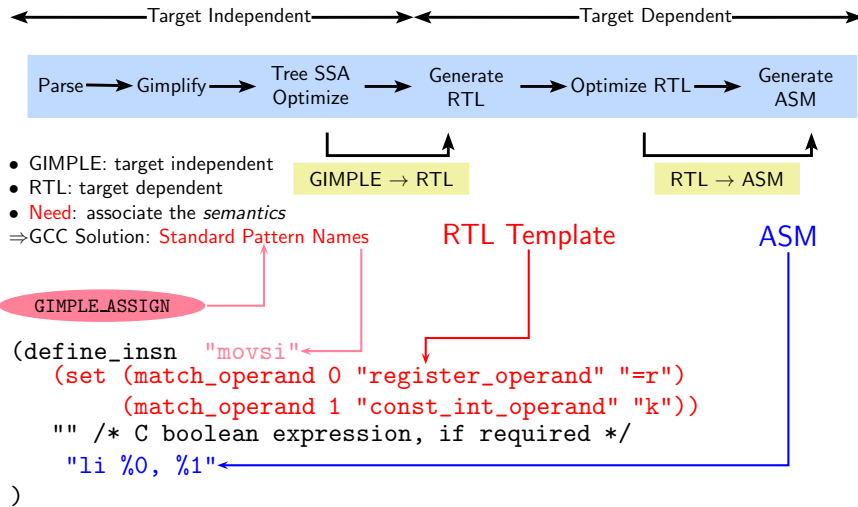 Target Independent Target Dependent
Parse Gimplify Tree SSA Optimize Generate RTL Optimize RTL Generate ASM
GIMPLE → RTL RTL → ASM
• GIMPLE: target independent
• RTL: target dependent
• Need: associate the semantics
⇒GCC Solution: Standard Pattern Names
RTL Template ASM
GIMPLE_ASSIGN
(define_insn "movsi"
(set (match_operand 0 "register_operand" "=r")
(match_operand 1 "const_int_operand" "k"))
"" /* C boolean expression, if required */
"li %0, %1"
)